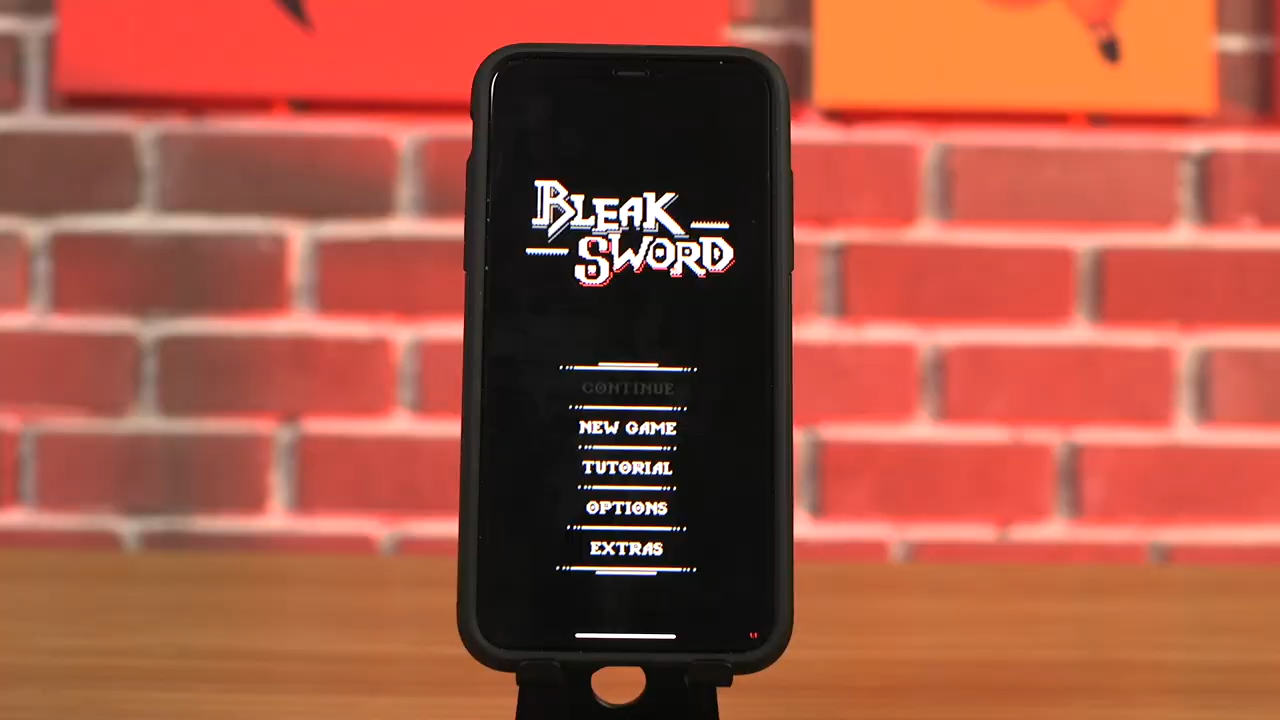 BLEAK
SWORD
CONTINUE
NEW GAME
TUTORIAL
OPTIONS
EXTRAS